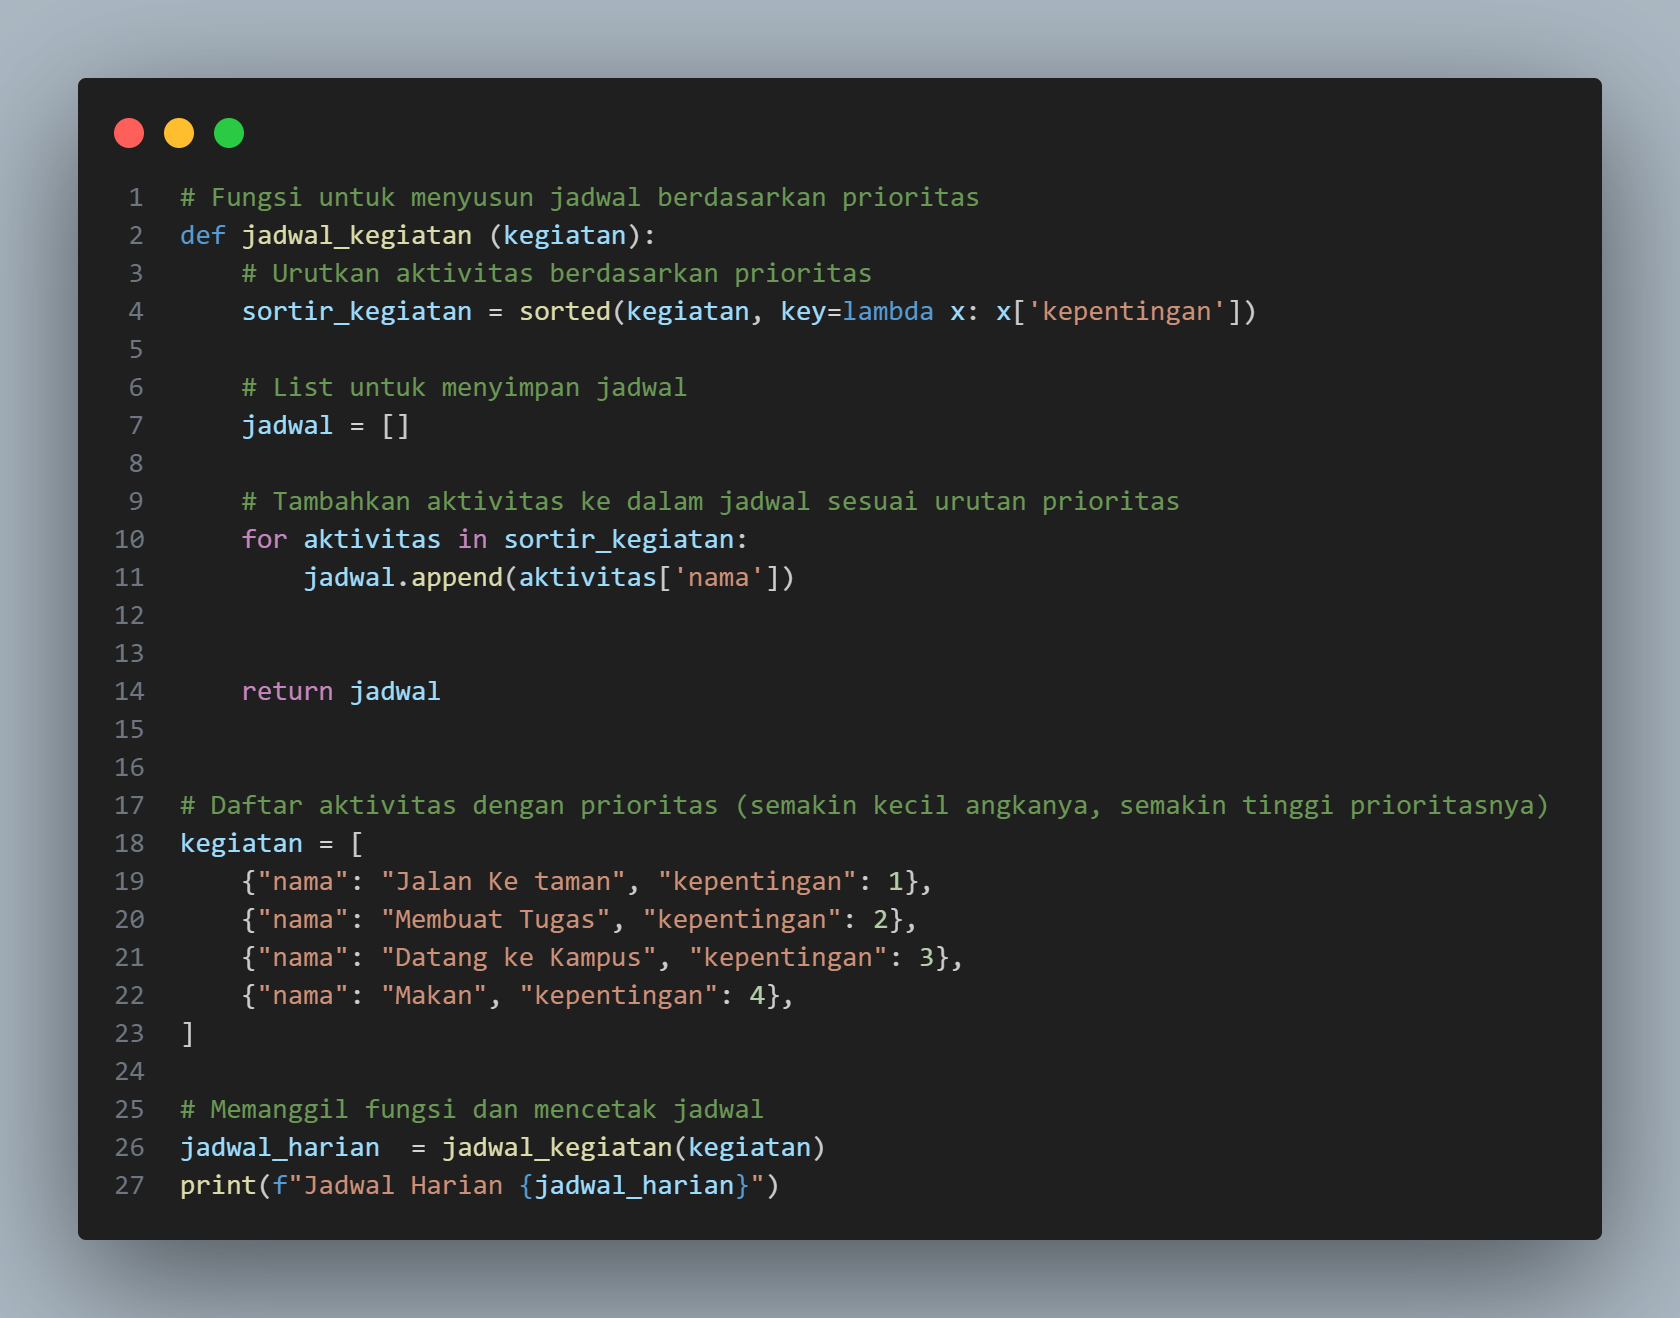 1 # Fungsi untuk menyusun jadwal berdasarkan prioritas
2 def jadwal_kegiatan (kegiatan):
3     # Urutkan aktivitas berdasarkan prioritas
4     sortir_kegiatan = sorted(kegiatan, key=lambda x: x['kepentingan'])
5
6     # List untuk menyimpan jadwal
7     jadwal = []
8
9     # Tambahkan aktivitas ke dalam jadwal sesuai urutan prioritas
10     for aktivitas in sortir_kegiatan:
11         jadwal.append(aktivitas['nama'])
12
13
14     return jadwal
15
16
17 # Daftar aktivitas dengan prioritas (semakin kecil angkanya, semakin tinggi prioritasnya)
18 kegiatan = [
19     {"nama": "Jalan Ke taman", "kepentingan": 1},
20     {"nama": "Membuat Tugas", "kepentingan": 2},
21     {"nama": "Datang ke Kampus", "kepentingan": 3},
22     {"nama": "Makan", "kepentingan": 4},
23 ]
24
25 # Memanggil fungsi dan mencetak jadwal
26 jadwal_harian  = jadwal_kegiatan(kegiatan)
27 print(f"Jadwal Harian {jadwal_harian}")